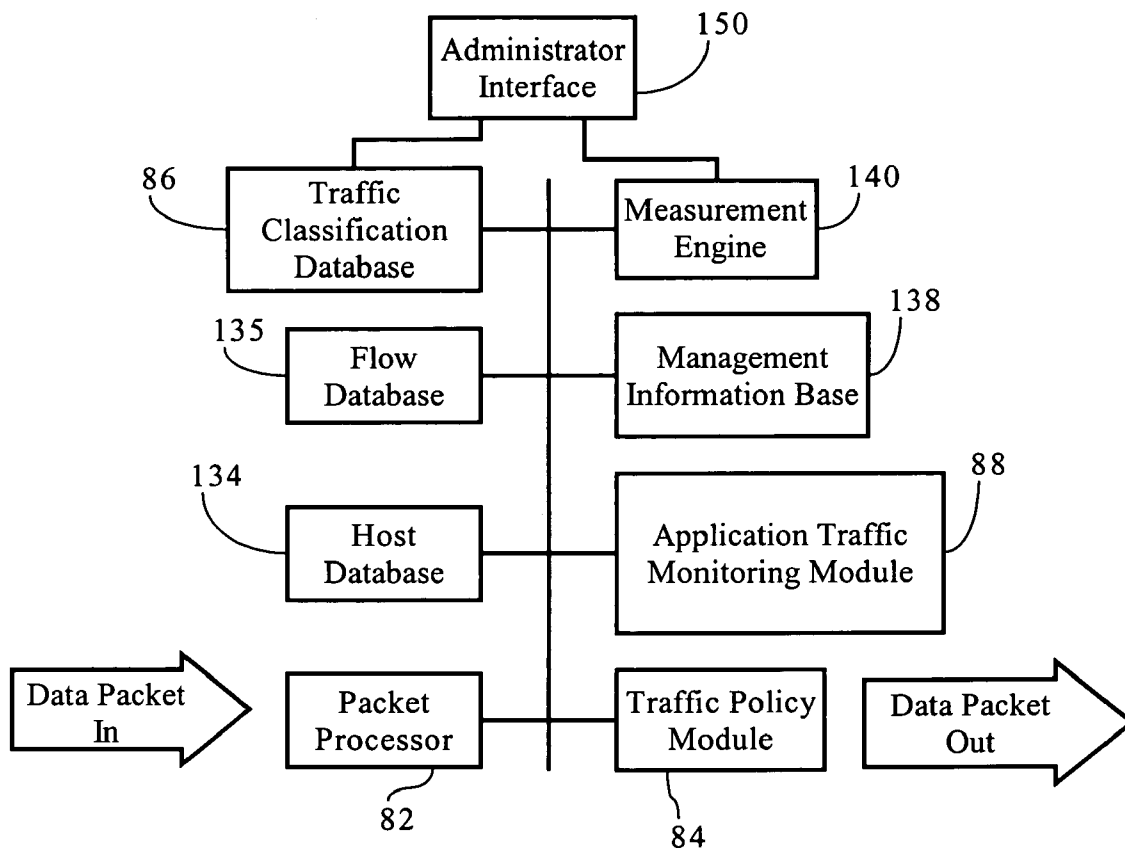 150
Administrator
Interface
86
Traffic
Classification
Database
Measurement
Engine
140
135
Flow
Database
Management
Information Base
138
134
Host
Database
Application Traffic
Monitoring Module
88
Data Packet
In
Packet
Processor
Traffic Policy
Module
Data Packet
Out
82
84